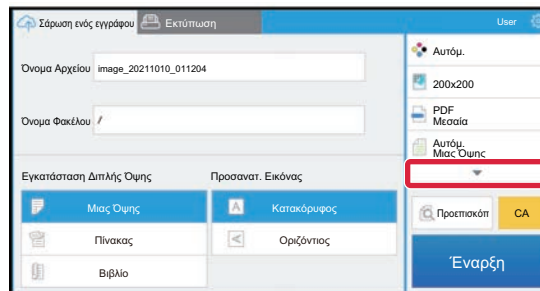 Σάρωση ενός εγγράφου
Εκτύπωση
User
Όνομα Αρχείου
image_20211010_011204
Όνομα Φακέλου
/
Εγκατάσταση Διπλής Όψης
Προσανατ. Εικόνας
Μιας Όψης
Κατακόρυφος
Πίνακας
Οριζόντιος
Βιβλίο
Αυτόμ.
200x200
PDF
Μεσαία
Αυτόμ.
Μιας Όψης
Προεπισκόπ
CA
Έναρξη